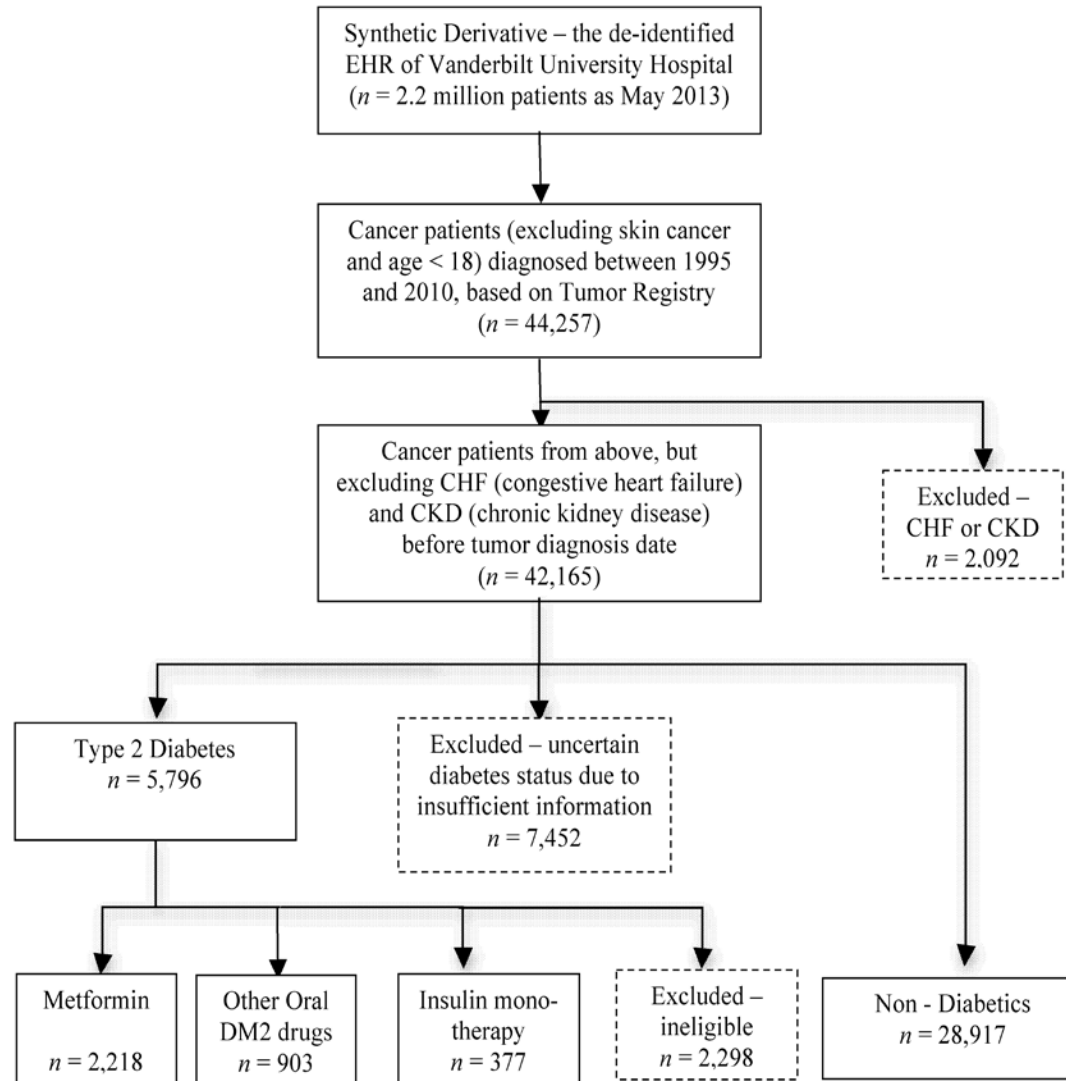 Synthetic Derivative – the de-identified
EHR of Vanderbilt University Hospital
(n = 2.2 million patients as May 2013)
Cancer patients (excluding skin cancer
and age < 18) diagnosed between 1995
and 2010, based on Tumor Registry
(n = 44,257)
Cancer patients from above, but
excluding CHF (congestive heart failure)
and CKD (chronic kidney disease)
before tumor diagnosis date
(n = 42,165)
Excluded –
CHF or CKD
n = 2,092
Type 2 Diabetes
n = 5,796
Excluded – uncertain
diabetes status due to
insufficient information
n = 7,452
Metformin
n = 2,218
Other Oral
DM2 drugs
n = 903
Insulin mono-
therapy
n = 377
Excluded –
ineligible
n = 2,298
Non - Diabetics
n = 28,917